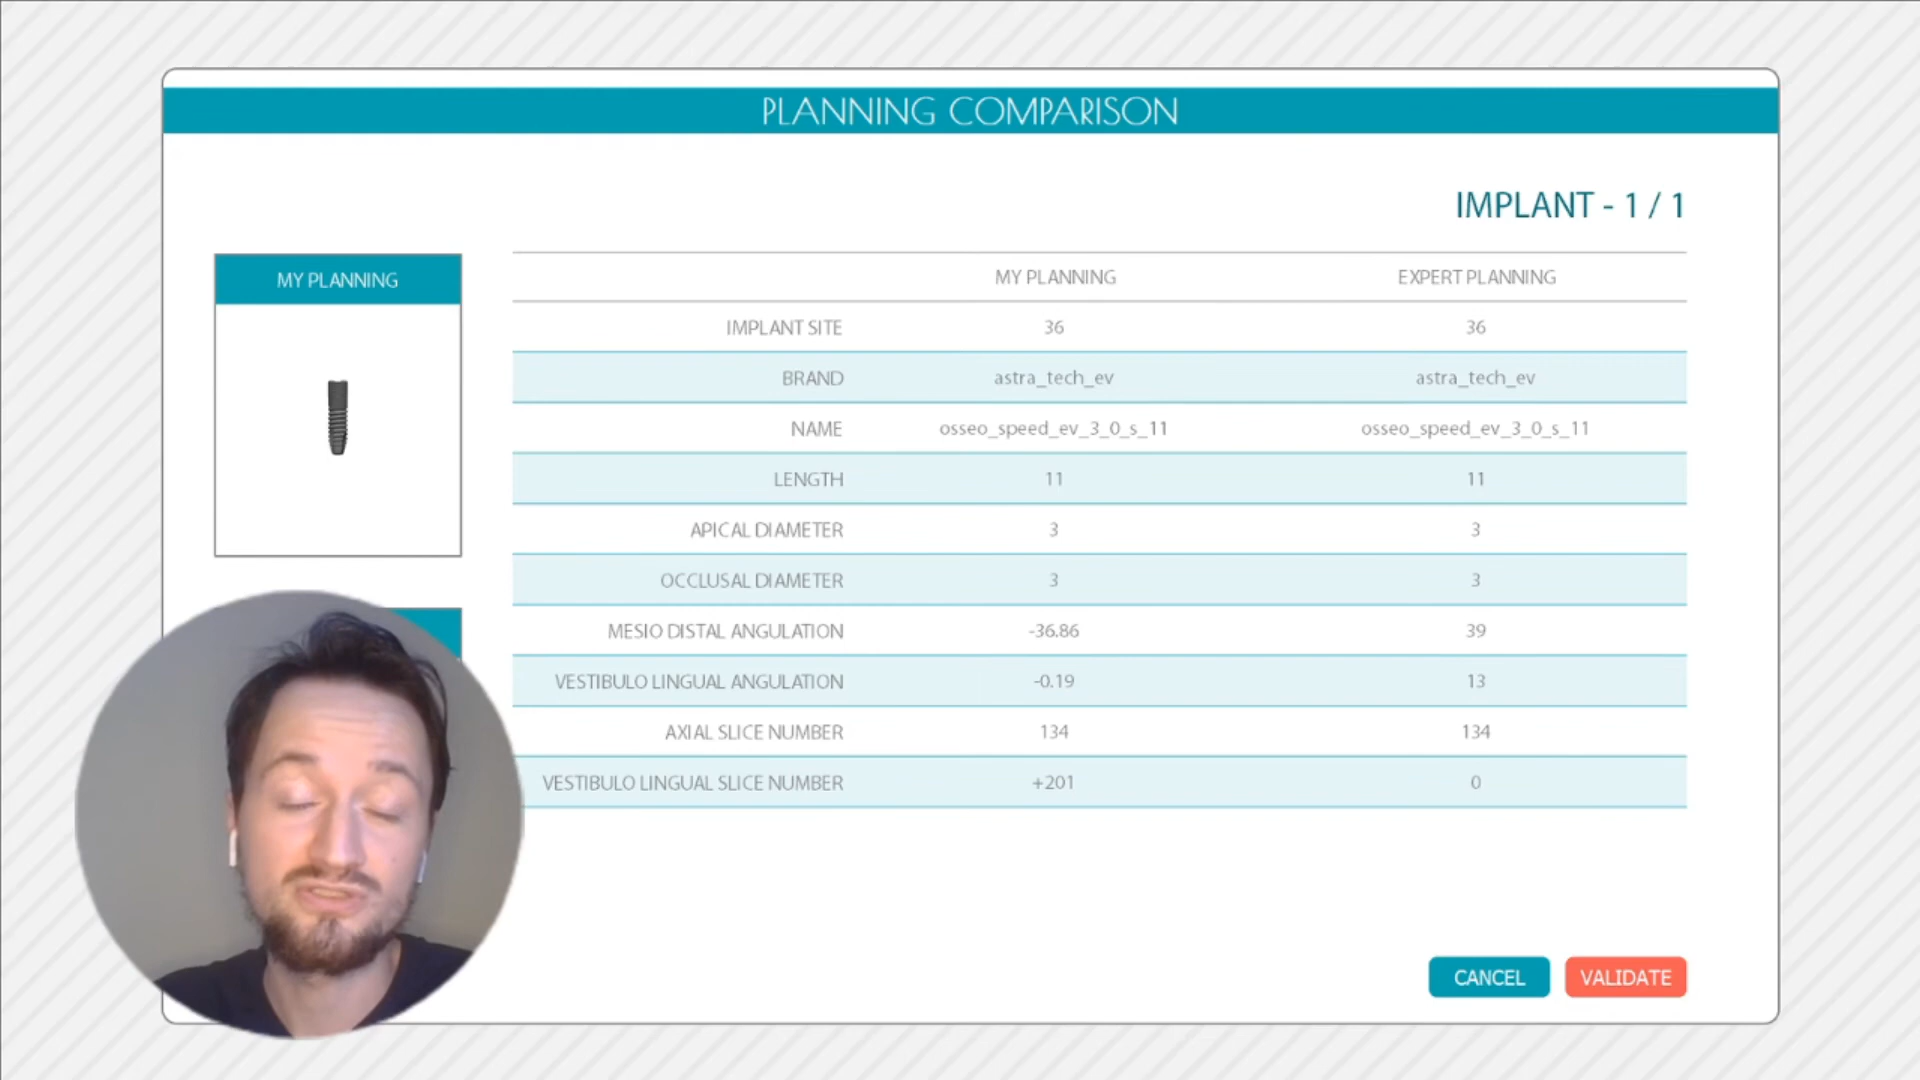 PLANNING COMPARISON
IMPLANT - 1 / 1
MY PLANNING
MY PLANNING EXPERT PLANNING
IMPLANT SITE 36 36
BRAND astra_tech_ev astra_tech_ev
NAME osseo_speed_ev_3_0_s_11 osseo_speed_ev_3_0_s_11
LENGTH 11 11
APICAL DIAMETER 3 3
OCCLUSAL DIAMETER 3 3
MESIO DISTAL ANGULATION -36.86 39
VESTIBULO LINGUAL ANGULATION -0.19 13
AXIAL SLICE NUMBER 134 134
VESTIBULO LINGUAL SLICE NUMBER +201 0
CANCEL VALIDATE